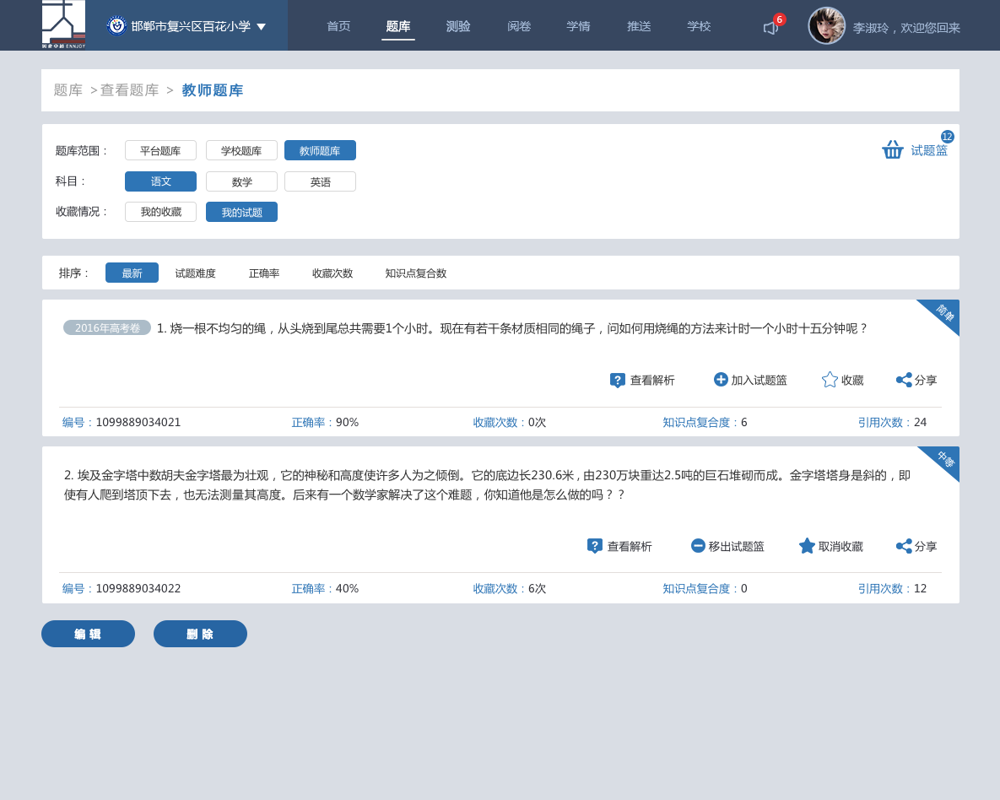 邯郸市复兴区百花小学 首页 题库 测验 阅卷 学情 推送 学校 6 李淑玲，欢迎您回来
ENNJOY
题库 >查看题库 > 教师题库
题库范围： 平台题库 学校题库 教师题库 试题篮 12
科目： 语文 数学 英语
收藏情况： 我的收藏 我的试题
排序： 最新 试题难度 正确率 收藏次数 知识点复合数
简单
2016年高考卷 1. 烧一根不均匀的绳，从头烧到尾总共需要1个小时。现在有若干条材质相同的绳子，问如何用烧绳的方法来计时一个小时十五分钟呢？
查看解析 加入试题篮 收藏 分享
编号：1099889034021 正确率：90% 收藏次数：0次 知识点复合度：6 引用次数：24
中等
2. 埃及金字塔中数胡夫金字塔最为壮观，它的神秘和高度使许多人为之倾倒。它的底边长230.6米，由230万块重达2.5吨的巨石堆砌而成。金字塔塔身是斜的，即
使有人爬到塔顶下去，也无法测量其高度。后来有一个数学家解决了这个难题，你知道他是怎么做的吗？？
查看解析 移出试题篮 取消收藏 分享
编号：1099889034022 正确率：40% 收藏次数：6次 知识点复合度：0 引用次数：12
编 辑 删 除